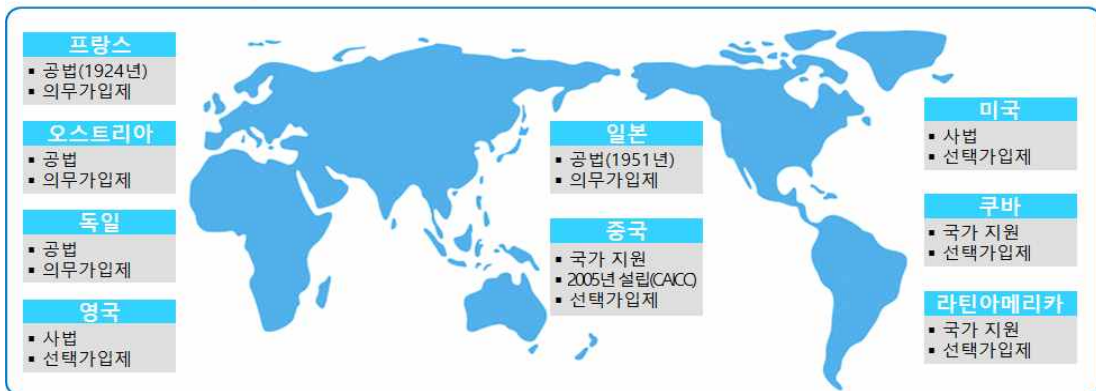 프랑스
▪ 공법(1924년)
▪ 의무가입제
오스트리아
▪ 공법
▪ 의무가입제
독일
▪ 공법
▪ 의무가입제
영국
▪ 사법
▪ 선택가입제
일본
▪ 공법(1951년)
▪ 의무가입제
중국
▪ 국가 지원
▪ 2005년 설립(CAICC)
▪ 선택가입제
미국
▪ 사법
▪ 선택가입제
쿠바
▪ 국가 지원
▪ 선택가입제
라틴아메리카
▪ 국가 지원
▪ 선택가입제